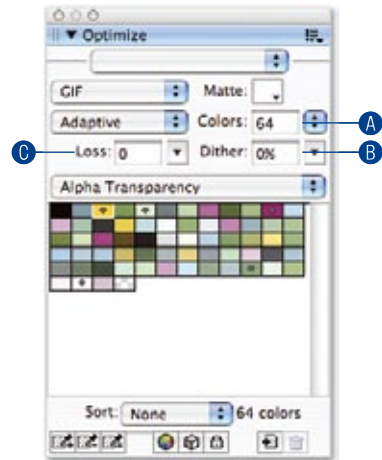 Optimize
GIF
Matte:
Adaptive
Colors: 64
A
C
Loss: 0
Dither: 0%
B
Alpha Transparency
Sort: None
64 colors